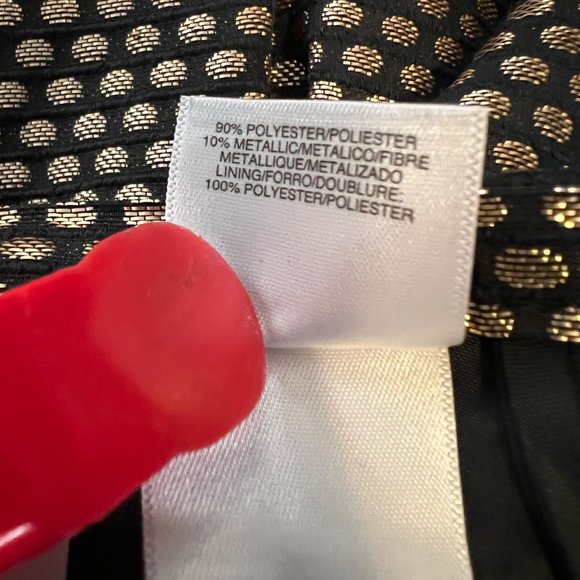 90% POLYESTER/POLIESTER
10% METALLIC/METALICO/FIBRE
METALLIQUE/METALIZADO
LINING/FORRO/DOUBLURE:
100% POLYESTER/POLIESTER